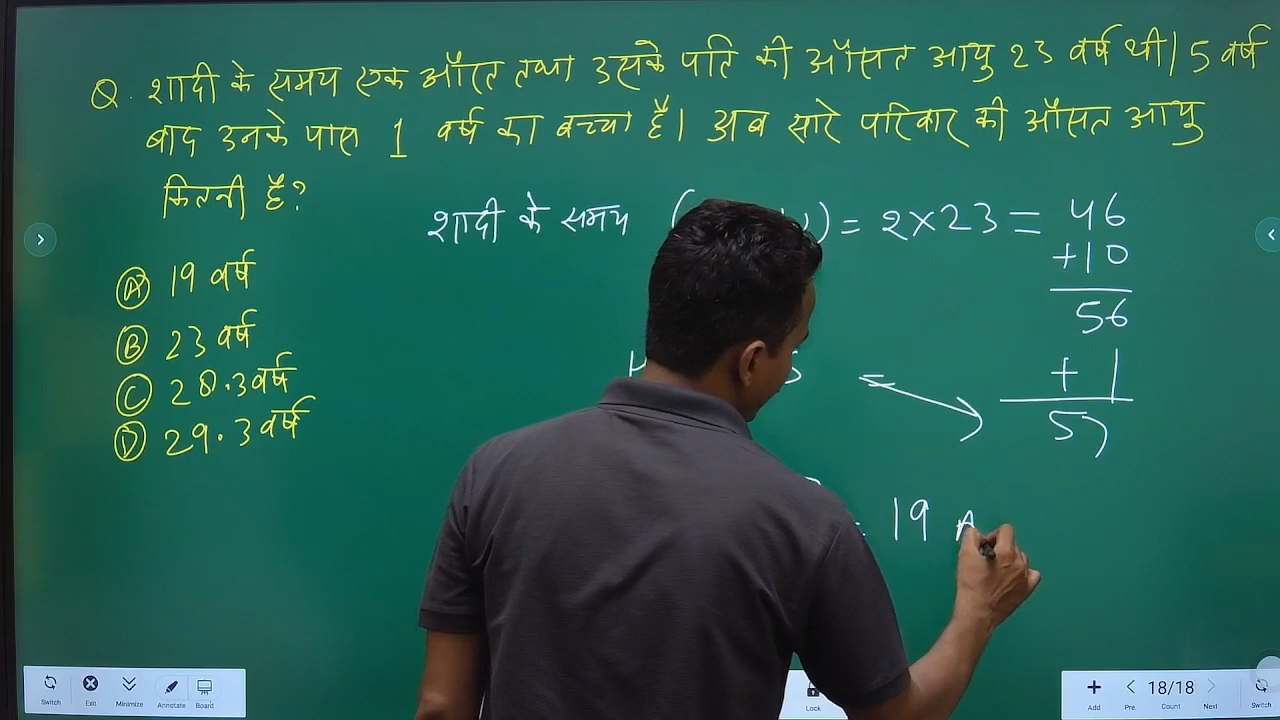 Q. शादी के समय एक औरत तथा उसके पति की औसत आयु 23 वर्ष थी। 5 वर्ष
बाद उनके पास 1 वर्ष का बच्चा है। अब सारे परिवार की औसत आयु
कितनी है?
शादी के समय ( ) = 2×23 = 46
+10
56
+ 1
57
= 19
A 19 वर्ष
B 23 वर्ष
C 28.3 वर्ष
D 29.3 वर्ष
Switch Exit Minimize Annotate Board
Lock
Add Pre. 18/18 Count Next Switch